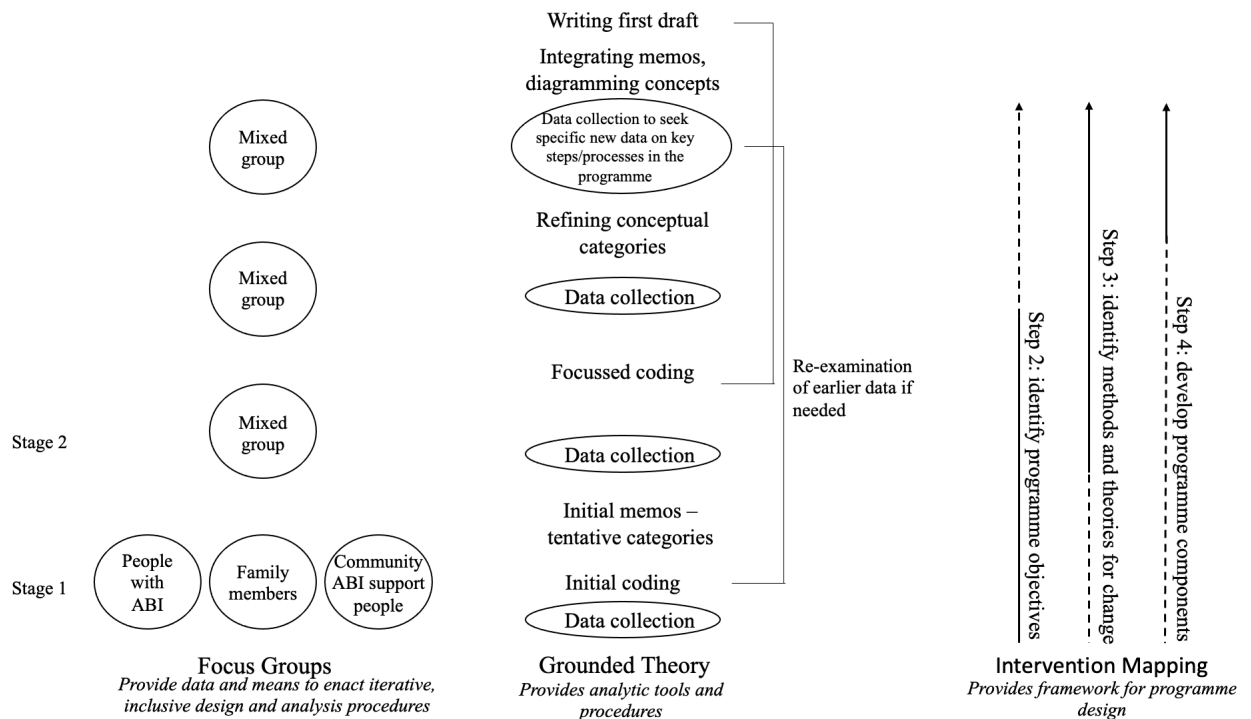 Writing first draft
Integrating memos,
diagramming concepts
Mixed
group
Data collection to seek
specific new data on key
steps/processes in the
programme
Refining conceptual
categories
Mixed
group
Data collection
Focussed coding
Re-examination
of earlier data if
needed
Mixed
group
Stage 2
Data collection
Initial memos –
tentative categories
Stage 1
People
with
ABI
Family
members
Community
ABI support
people
Initial coding
Data collection
Step 2: identify programme objectives
Step 3: identify methods and theories for change
Step 4: develop programme components
Focus Groups
Provide data and means to enact iterative,
inclusive design and analysis procedures
Grounded Theory
Provides analytic tools and
procedures
Intervention Mapping
Provides framework for programme
design